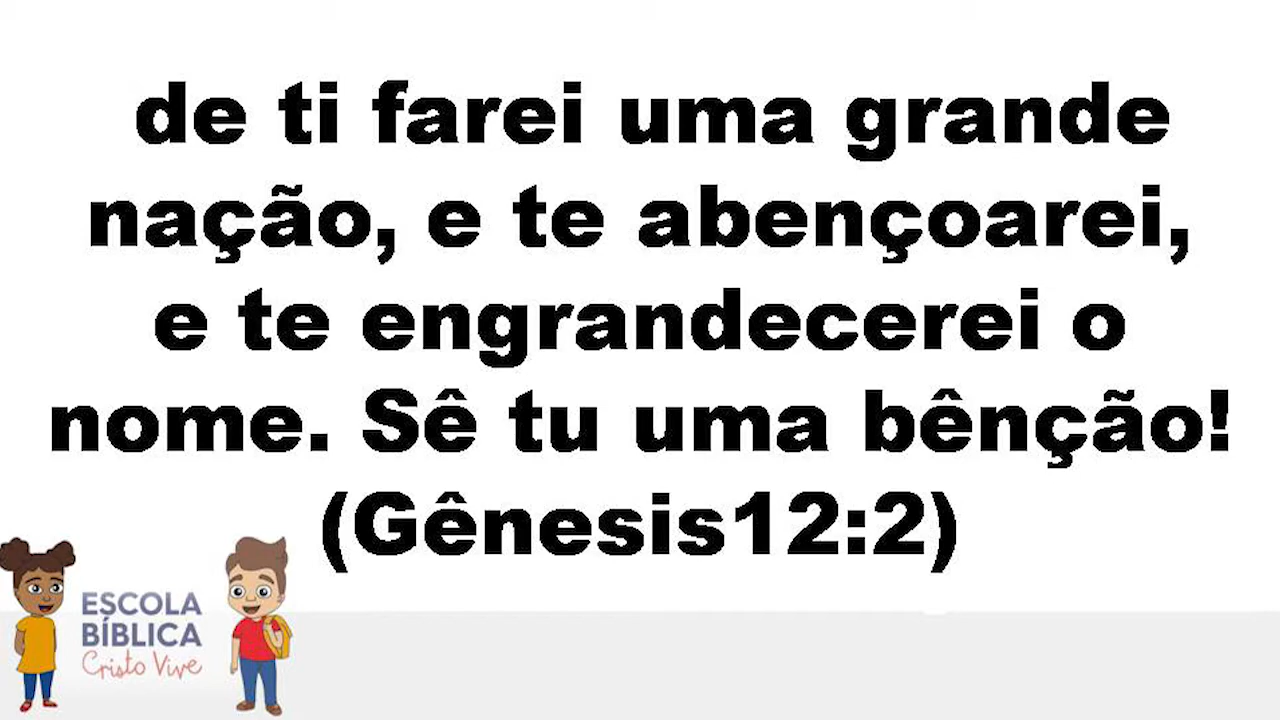 de ti farei uma grande
nação, e te abençoarei,
e te engrandecerei o
nome. Sê tu uma bênção!
(Gênesis12:2)
ESCOLA
BÍBLICA
Cristo Vive